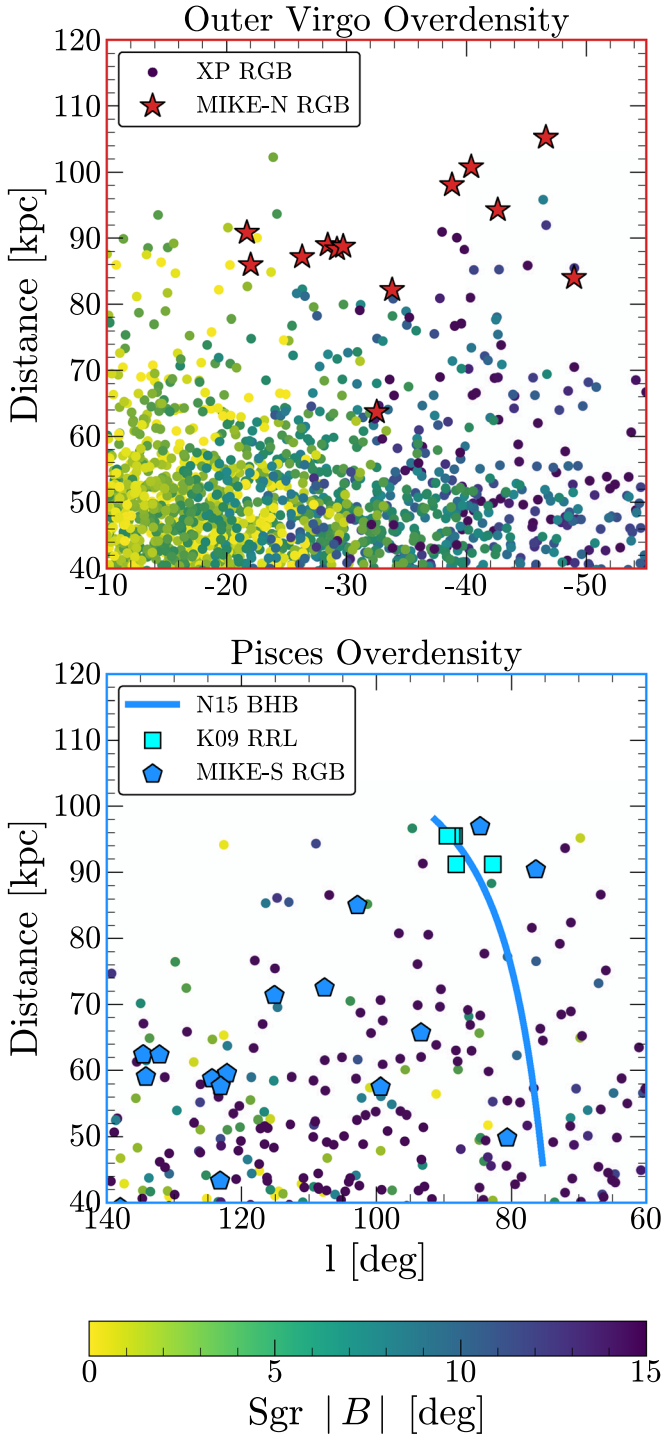 Outer Virgo Overdensity
120
110
100
90
80
70
60
50
40
Distance [kpc]
XP RGB
MIKE-N RGB
-10 -20 -30 -40 -50
Pisces Overdensity
120
110
100
90
80
70
60
50
40
Distance [kpc]
N15 BHB
K09 RRL
MIKE-S RGB
140 120 100 80 60
l [deg]
0 5 10 15
Sgr |B| [deg]